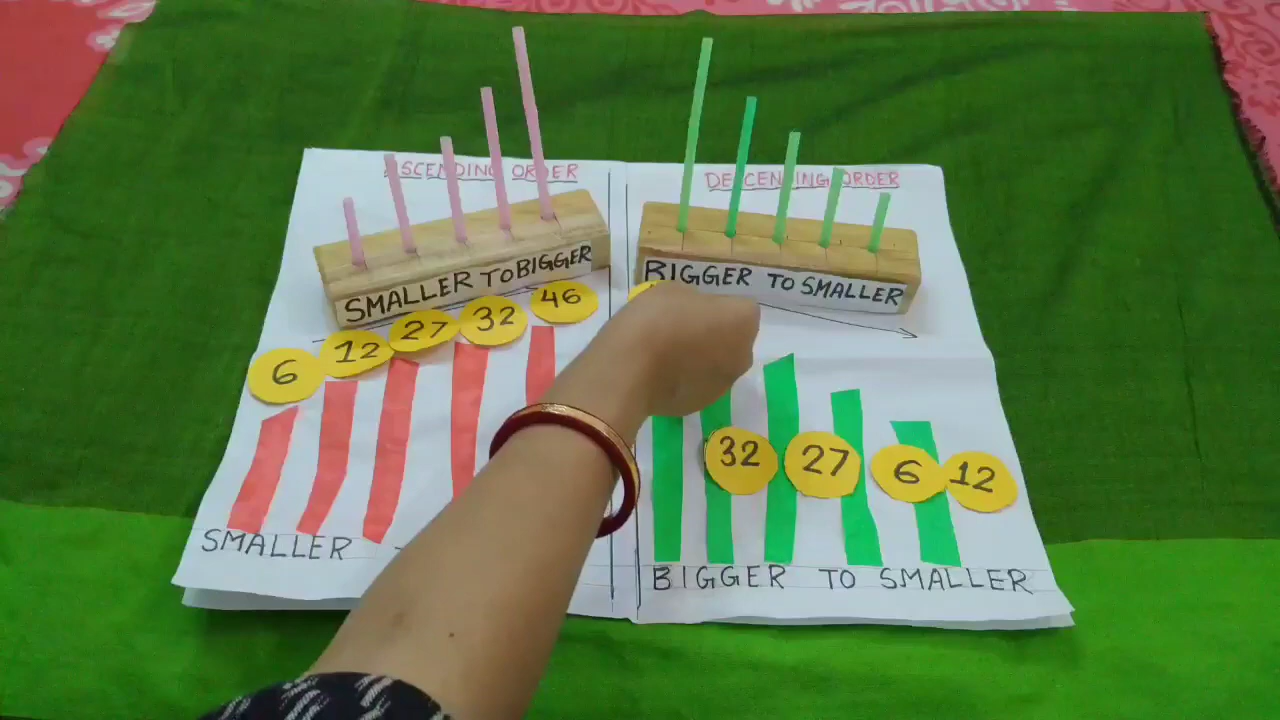 ASCENDING ORDER
SMALLER TO BIGGER
6 12 27 32 46
SMALLER
DESCENDING ORDER
BIGGER TO SMALLER
32 27 6 12
BIGGER TO SMALLER